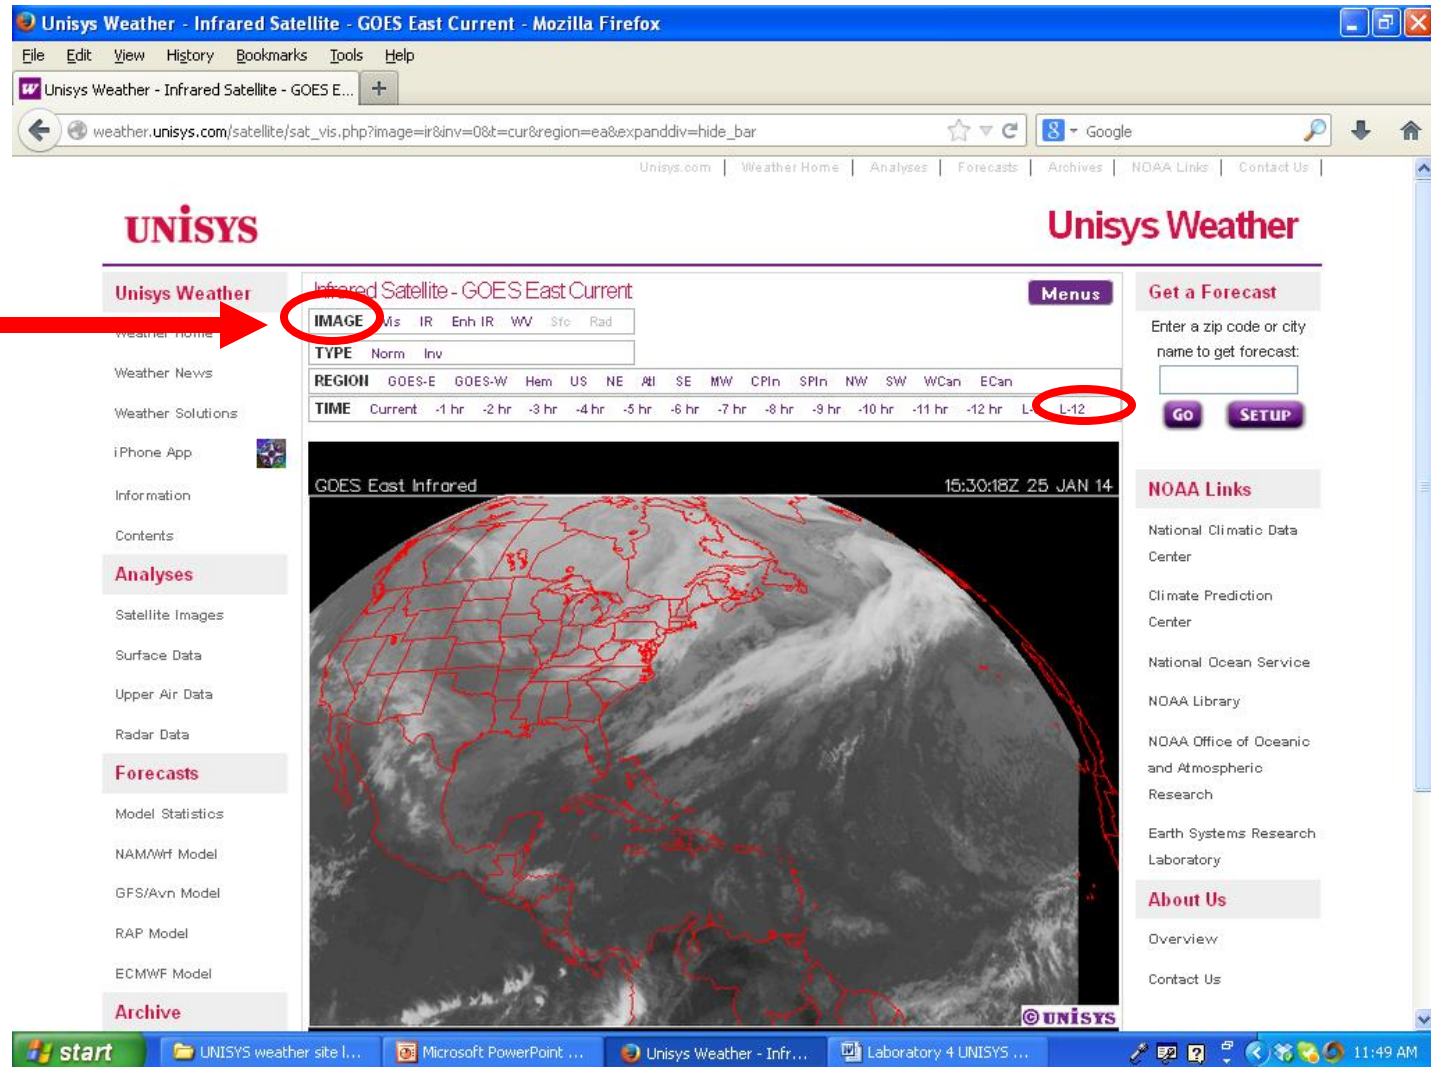 Unisys Weather - Infrared Satellite - GOES East Current - Mozilla Firefox
File Edit View History Bookmarks Tools Help
Unisys Weather - Infrared Satellite - GOES E... +
weather.unisys.com/satellite/sat_vis.php?image=ir&inv=0&t=cur&region=ea&expanddiv=hide_bar Google
Unisys.com | Weather Home | Analyses | Forecasts | Archives | NOAA Links | Contact Us |
UNISYS Unisys Weather
Unisys Weather
Weather Home
Weather News
Weather Solutions
iPhone App
Information
Contents
Analyses
Satellite Images
Surface Data
Upper Air Data
Radar Data
Forecasts
Model Statistics
NAM/Wrf Model
GFS/Avn Model
RAP Model
ECMWF Model
Archive
Infrared Satellite - GOES East Current Menus
IMAGE Vis IR Enh IR WV Sfc Rad
TYPE Norm Inv
REGION GOES-E GOES-W Hem US NE Atl SE MW CPln SPln NW SW WCan ECan
TIME Current -1 hr -2 hr -3 hr -4 hr -5 hr -6 hr -7 hr -8 hr -9 hr -10 hr -11 hr -12 hr L-12
GOES East Infrared 15:30:18Z 25 JAN 14
© UNISYS
Get a Forecast
Enter a zip code or city
name to get forecast:
GO SETUP
NOAA Links
National Climatic Data
Center
Climate Prediction
Center
National Ocean Service
NOAA Library
NOAA Office of Oceanic
and Atmospheric
Research
Earth Systems Research
Laboratory
About Us
Overview
Contact Us
start UNISYS weather site l... Microsoft PowerPoint ... Unisys Weather - Infr... Laboratory 4 UNISYS ... 11:49 AM